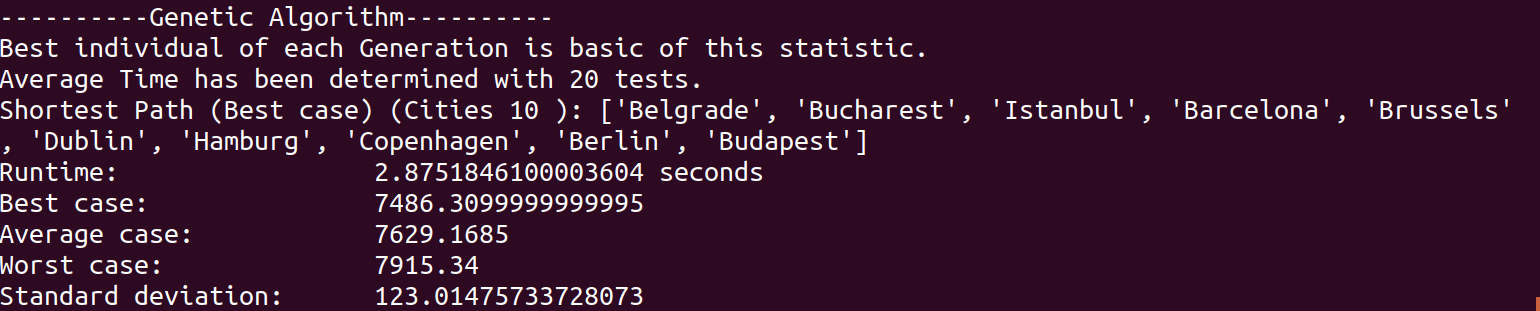 ----------Genetic Algorithm----------
Best individual of each Generation is basic of this statistic.
Average Time has been determined with 20 tests.
Shortest Path (Best case) (Cities 10 ): ['Belgrade', 'Bucharest', 'Istanbul', 'Barcelona', 'Brussels'
, 'Dublin', 'Hamburg', 'Copenhagen', 'Berlin', 'Budapest']
Runtime:                 2.8751846100003604 seconds
Best case:               7486.3099999999995
Average case:            7629.1685
Worst case:              7915.34
Standard deviation:      123.01475733728073